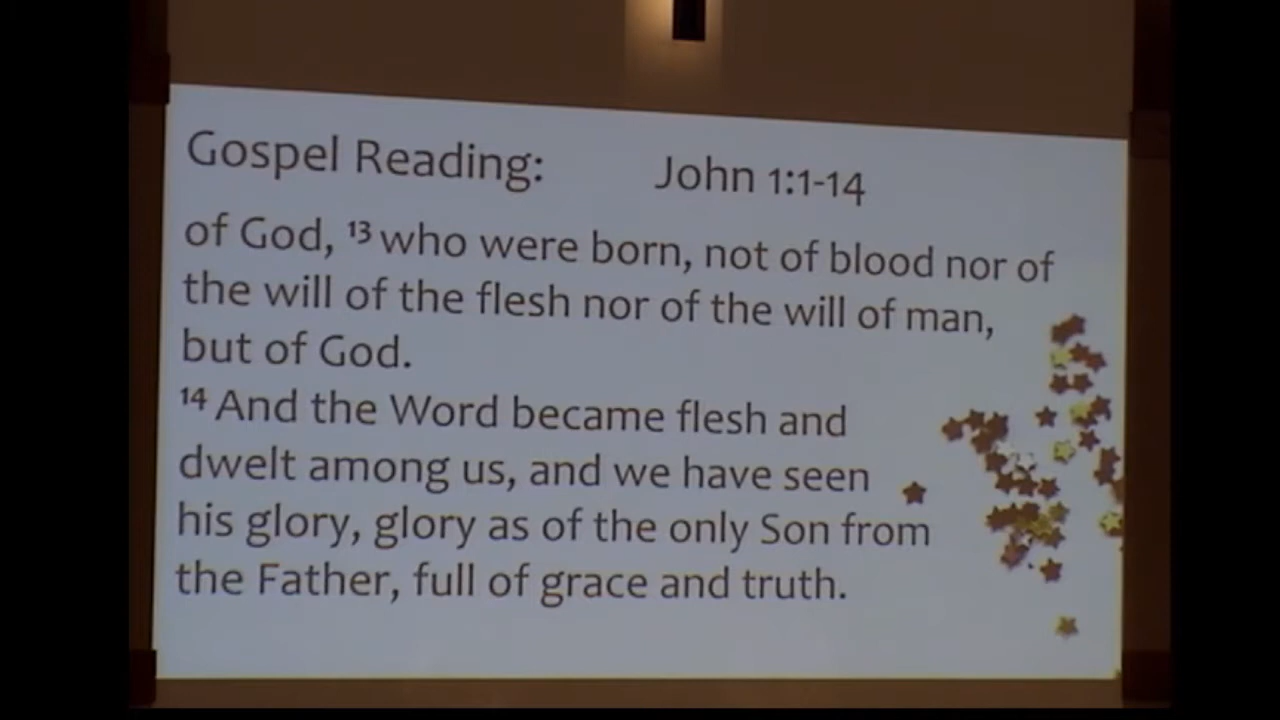 Gospel Reading: John 1:1-14
of God, ¹³ who were born, not of blood nor of
the will of the flesh nor of the will of man,
but of God.
¹⁴ And the Word became flesh and
dwelt among us, and we have seen
his glory, glory as of the only Son from
the Father, full of grace and truth.